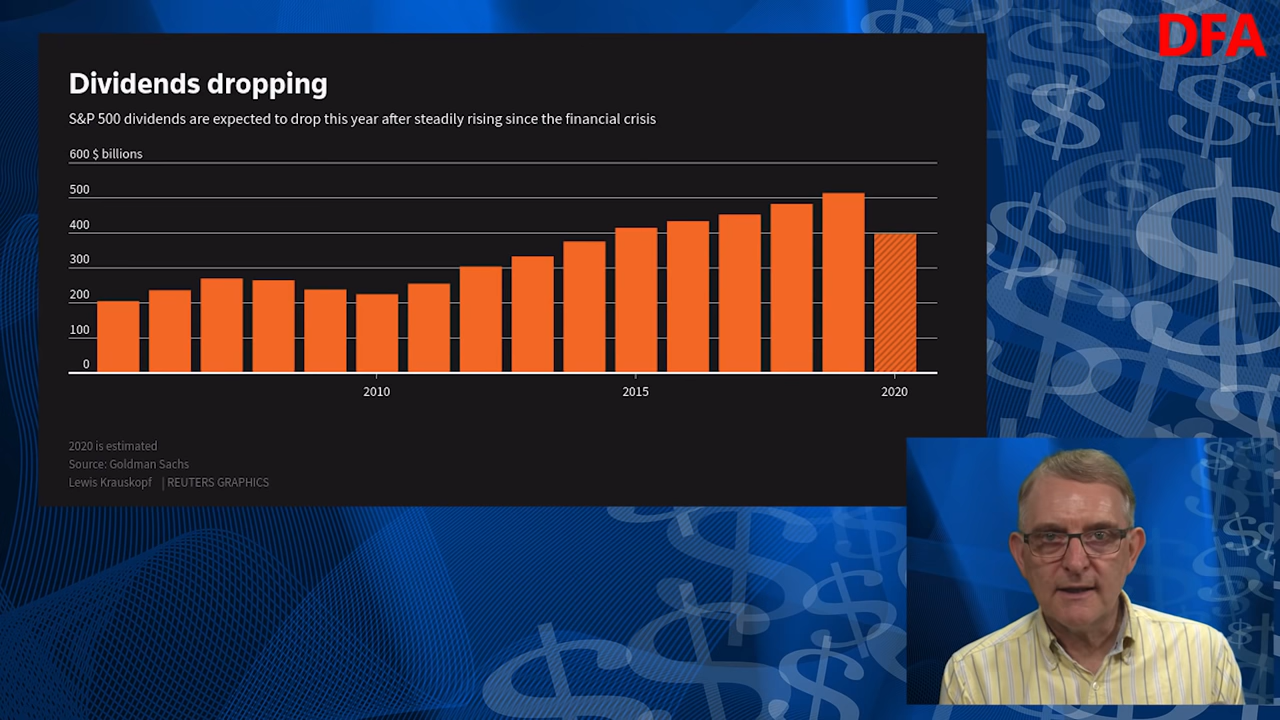 DFA
Dividends dropping
S&P 500 dividends are expected to drop this year after steadily rising since the financial crisis
600 $ billions
500
400
300
200
100
0
2010 2015 2020
2020 is estimated
Source: Goldman Sachs
Lewis Krauskopf | REUTERS GRAPHICS